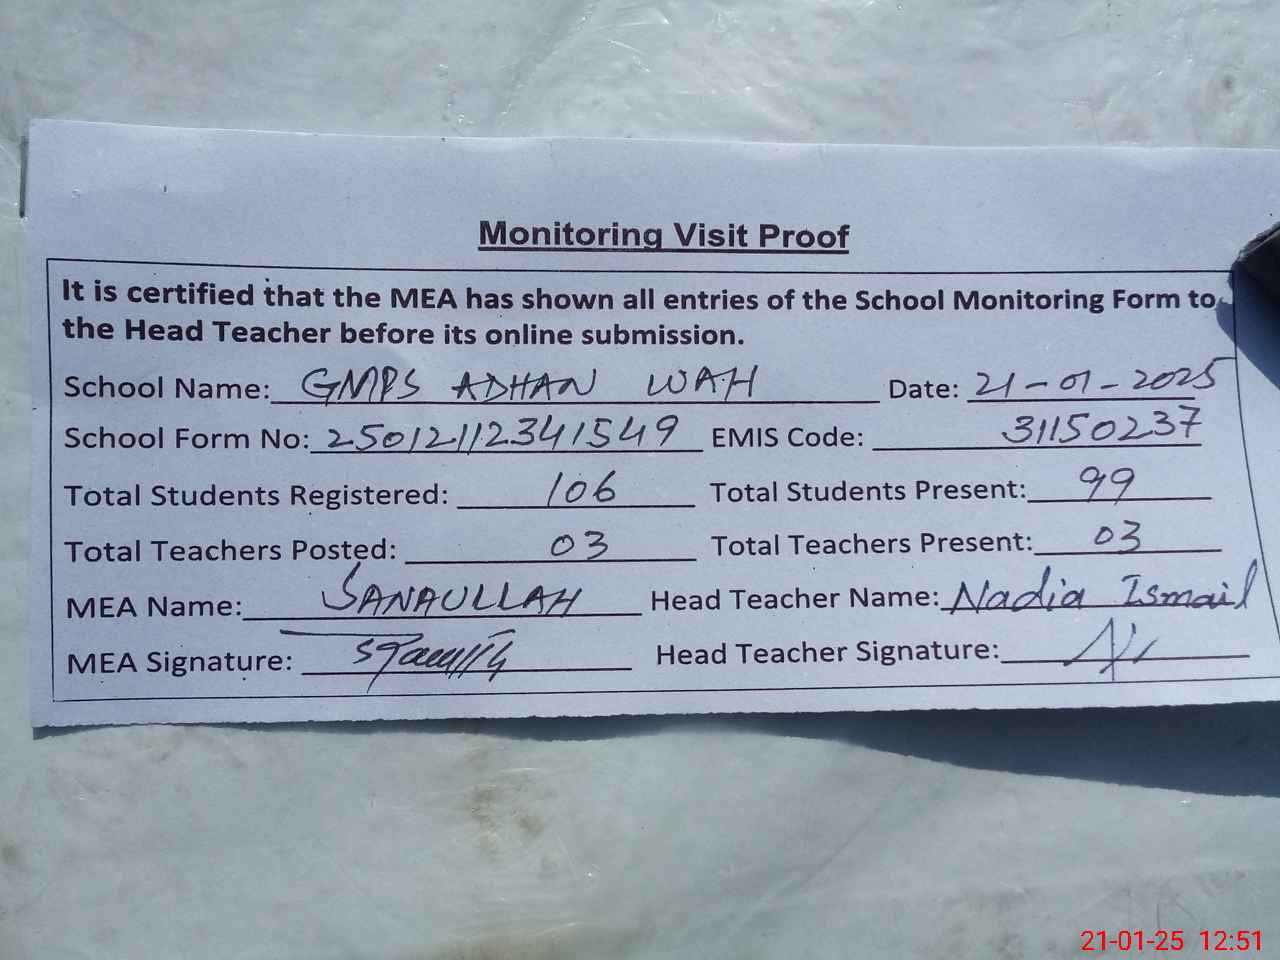 Monitoring Visit Proof
It is certified that the MEA has shown all entries of the School Monitoring Form to
the Head Teacher before its online submission.
School Name: GMPS ADHAN WAH Date: 21-01-2025
School Form No: 2501211234 1549 EMIS Code: 31150237
Total Students Registered: 106 Total Students Present: 99
Total Teachers Posted: 03 Total Teachers Present: 03
MEA Name: SANAULLAH Head Teacher Name: Nadia Ismail
MEA Signature: Head Teacher Signature:
21-01-25 12:51